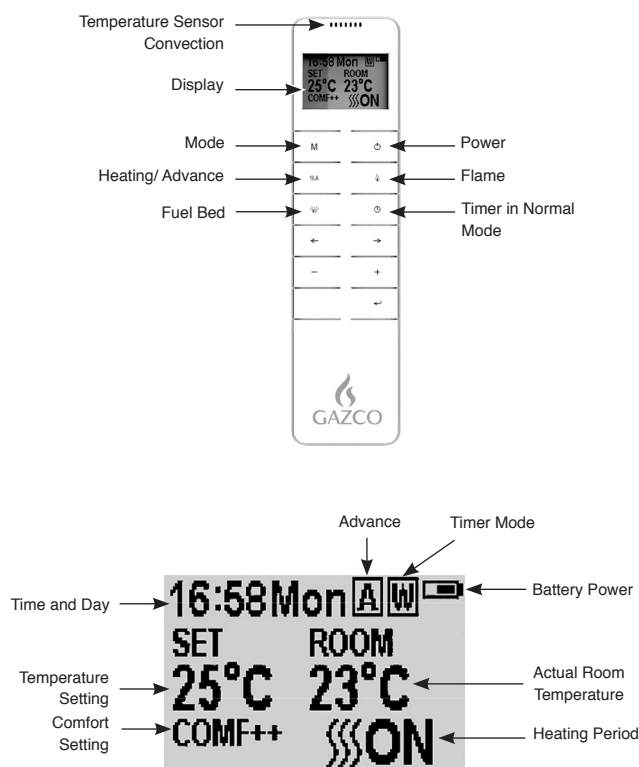 Temperature Sensor
Convection
16:58 Mon W
SET ROOM
25°C 23°C
COMF++ ON
Display
Mode
M
Power
Heating/ Advance
Flame
Fuel Bed
Timer in Normal
Mode
←
→
−
+
GAZCO
Advance
Timer Mode
Time and Day
16:58Mon A W
Battery Power
SET ROOM
Temperature
Setting
25°C 23°C
Actual Room
Temperature
Comfort
Setting
COMF++ ON
Heating Period